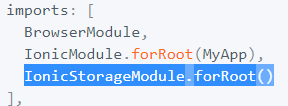 imports: [
BrowserModule,
IonicModule.forRoot(MyApp),
IonicStorageModule.forRoot()
],